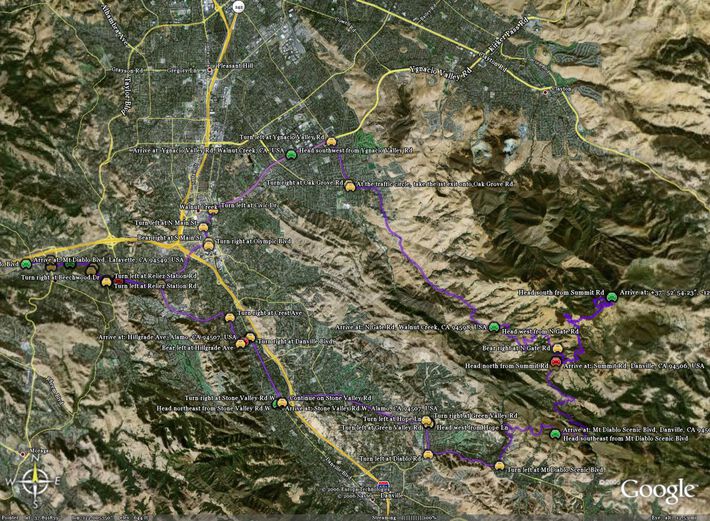 Pleasant Hill
Gregory Ln
Ygnacio Valley Rd
Clayton
Turn left at Ygnacio Valley Rd
Arrive at: Ygnacio Valley Rd, Walnut Creek, CA, USA
Head southwest from Ygnacio Valley Rd
Turn right at Oak Grove Rd
At the traffic circle, take the 1st exit onto Oak Grove Rd
Walnut Creek
Turn left at Civic Dr
Turn left at N Main St
Bear right at S Main St
Turn right at Olympic Blvd
Arrive at: Mt Diablo Blvd, Lafayette, CA 94549, USA
Turn right at Beechwood Dr
Turn left at Reliez Station Rd
Turn left at Reliez Station Rd
Head south from Summit Rd
Turn right at Crest Ave
Arrive at: N Gate Rd, Walnut Creek, CA 94598, USA
Head west from N Gate Rd
Arrive at: Hillgrade Ave, Alamo, CA 94507, USA
Turn right at Danville Blvd
Bear left at Hillgrade Ave
Bear right at N Gate Rd
Head north from Summit Rd
Arrive at: Summit Rd, Danville, CA 94506, USA
Turn right at Stone Valley Rd W
Continue on Stone Valley Rd
Head northeast from Stone Valley Rd W
Arrive at: Stone Valley Rd W, Alamo, CA 94507, USA
Turn left at Hope Ln
Turn right at Green Valley Rd
Turn left at Green Valley Rd
Head west from Hope Ln
Arrive at: Mt Diablo Scenic Blvd, Danville, CA 94
Head southeast from Mt Diablo Scenic Blvd
Turn left at Diablo Rd
Turn left at Mt Diablo Scenic Blvd
Moraga
N
W
E
S
Danville
Google
Streaming
100%